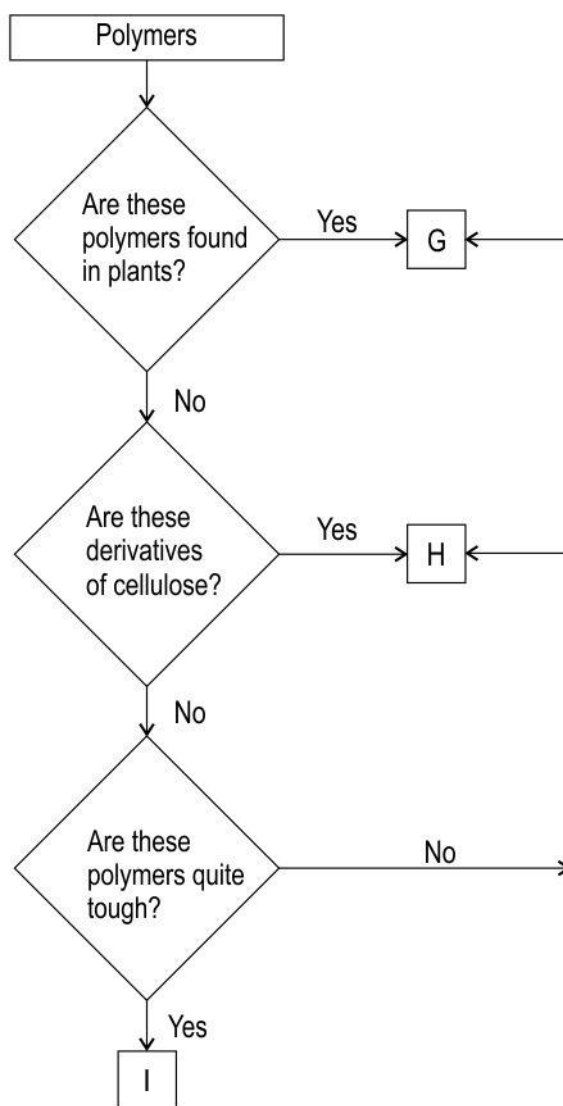 Polymers
Are these
polymers found
in plants?
Yes
G
No
Are these
derivatives
of cellulose?
Yes
H
No
Are these
polymers quite
tough?
No
Yes
I